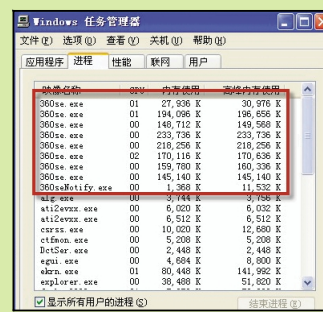 Windows 任务管理器
文件(F) 选项(O) 查看(V) 关机(U) 帮助(H)
应用程序 进程 性能 联网 用户
映像名称 CPU 内存使用 高峰内存使用
360se.exe 01 27,936 K 30,976 K
360se.exe 01 194,096 K 196,656 K
360se.exe 00 148,712 K 149,568 K
360se.exe 00 233,736 K 233,736 K
360se.exe 00 218,256 K 218,256 K
360se.exe 02 170,116 K 170,636 K
360se.exe 00 159,780 K 160,336 K
360se.exe 00 145,140 K 145,140 K
360seNotify.exe 00 1,368 K 11,532 K
alg.exe 00 3,744 K 3,756 K
ati2evxx.exe 00 6,020 K 6,032 K
ati2evxx.exe 00 6,512 K 6,512 K
csrss.exe 00 10,020 K 12,680 K
ctfmon.exe 00 5,208 K 5,208 K
DctSer.exe 00 2,448 K 2,448 K
egui.exe 00 4,684 K 8,800 K
ekrn.exe 01 80,448 K 141,992 K
explorer.exe 00 38,488 K 51,820 K
显示所有用户的进程(S) 结束进程(E)